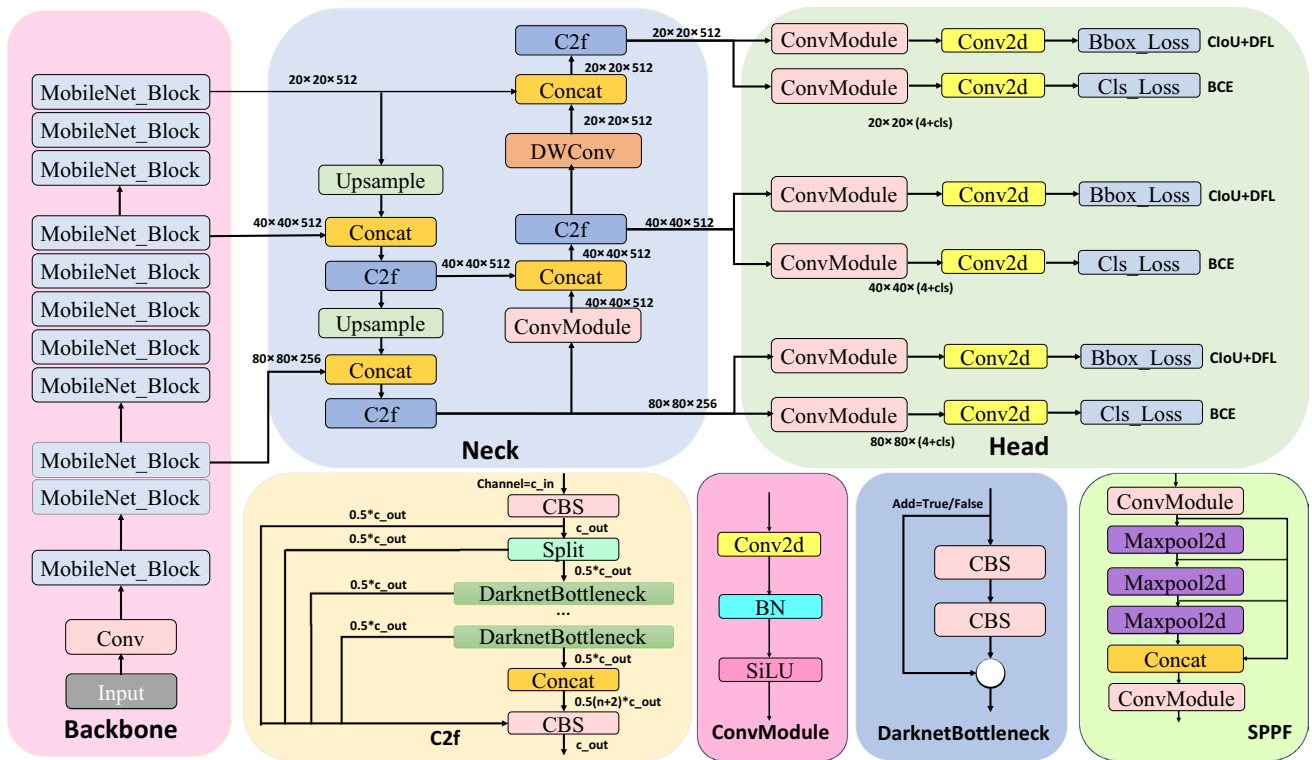 MobileNet_Block
MobileNet_Block
MobileNet_Block
MobileNet_Block
MobileNet_Block
MobileNet_Block
MobileNet_Block
MobileNet_Block
MobileNet_Block
MobileNet_Block
MobileNet_Block
Conv
Input
Backbone
20×20×512
Upsample
40×40×512
Concat
C2f
40×40×512
Upsample
80×80×256
Concat
C2f
C2f
20×20×512
20×20×512
Concat
20×20×512
DWConv
C2f
40×40×512
40×40×512
Concat
40×40×512
ConvModule
80×80×256
Neck
ConvModule
Conv2d
Bbox_Loss
CIoU+DFL
ConvModule
Conv2d
Cls_Loss
BCE
20×20×(4+cls)
ConvModule
Conv2d
Bbox_Loss
CIoU+DFL
ConvModule
Conv2d
Cls_Loss
BCE
40×40×(4+cls)
ConvModule
Conv2d
Bbox_Loss
CIoU+DFL
ConvModule
Conv2d
Cls_Loss
BCE
80×80×(4+cls)
Head
Channel=c_in
CBS
0.5*c_out
c_out
0.5*c_out
Split
0.5*c_out
0.5*c_out
DarknetBottleneck
...
0.5*c_out
DarknetBottleneck
0.5*c_out
Concat
0.5(n+2)*c_out
CBS
c_out
C2f
Conv2d
BN
SiLU
ConvModule
Add=True/False
CBS
CBS
DarknetBottleneck
ConvModule
Maxpool2d
Maxpool2d
Maxpool2d
Concat
ConvModule
SPPF